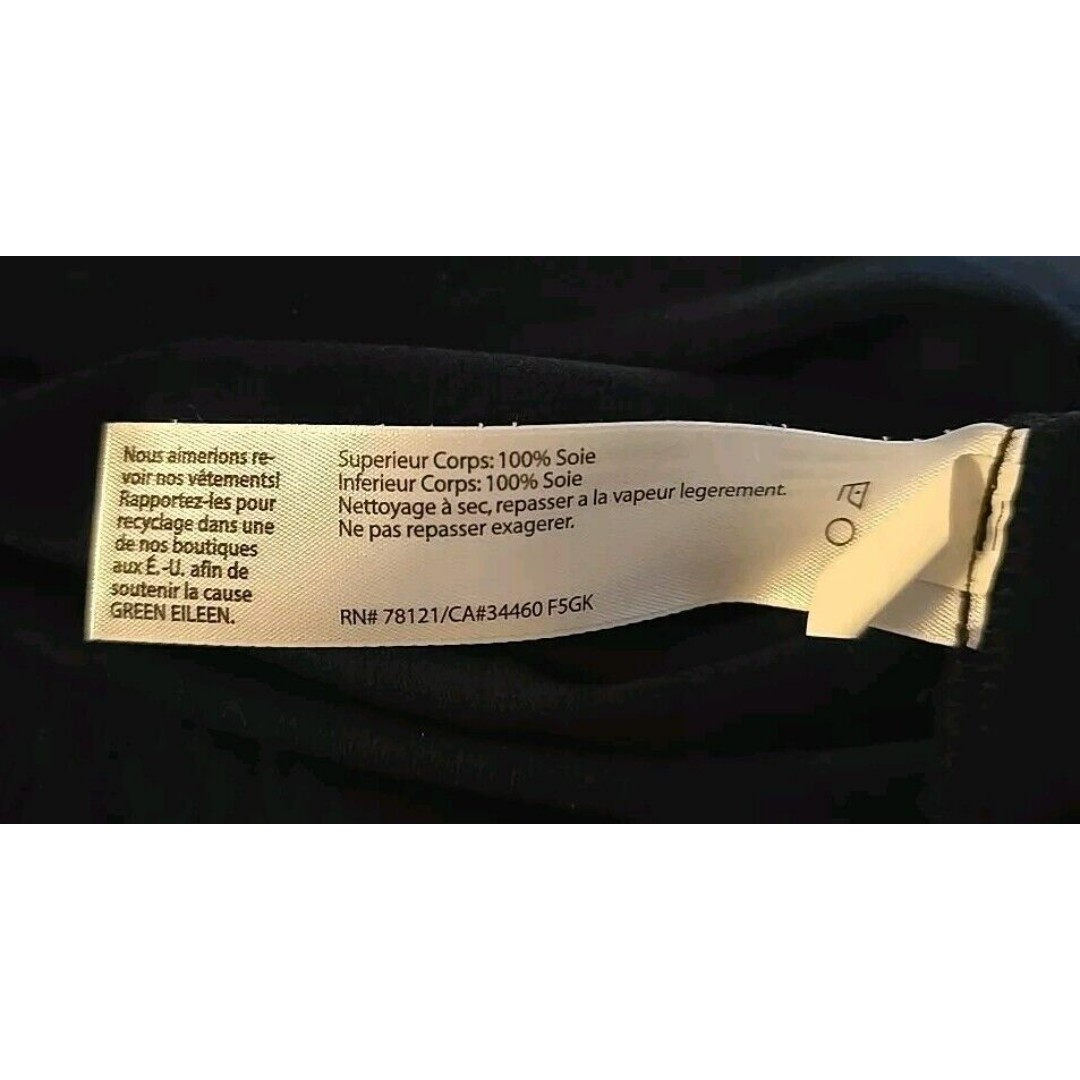 Nous aimerions re-
voir nos vêtements!
Rapportez-les pour
recyclage dans une
de nos boutiques
aux É.-U. afin de
soutenir la cause
GREEN EILEEN.
Superieur Corps: 100% Soie
Inferieur Corps: 100% Soie
Nettoyage à sec, repasser a la vapeur legerement.
Ne pas repasser exagerer.
RN# 78121/CA#34460 F5GK